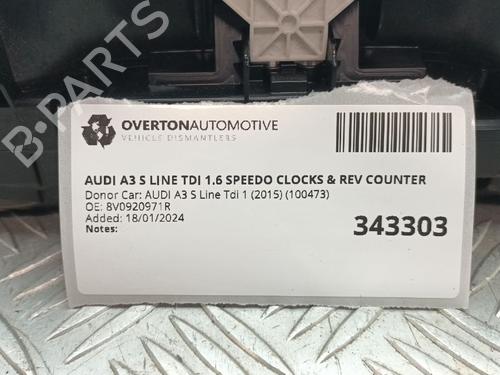 OVERTONAUTOMOTIVE
VEHICLE DISMANTLERS
AUDI A3 S LINE TDI 1.6 SPEEDO CLOCKS & REV COUNTER
Donor Car: AUDI A3 S Line Tdi 1 (2015) (100473)
OE: 8V0920971R
Added: 18/01/2024
Notes:
343303
B-PARTS